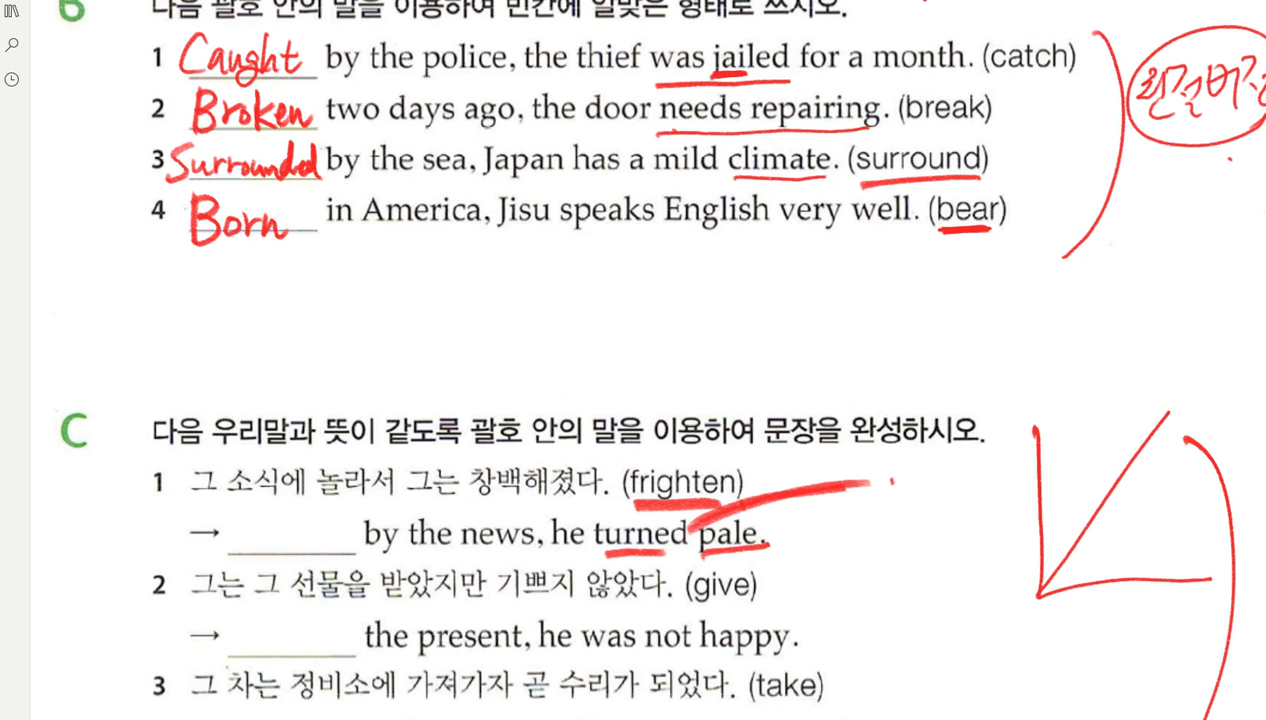 다음 괄호 안의 말을 이용하여 빈칸에 알맞은 형태로 쓰시오.
1 Caught by the police, the thief was jailed for a month. (catch)
2 Broken two days ago, the door needs repairing. (break)
3 Surrounded by the sea, Japan has a mild climate. (surround)
4 Born in America, Jisu speaks English very well. (bear)
C 다음 우리말과 뜻이 같도록 괄호 안의 말을 이용하여 문장을 완성하시오.
1 그 소식에 놀라서 그는 창백해졌다. (frighten)
→ ________ by the news, he turned pale.
2 그는 그 선물을 받았지만 기쁘지 않았다. (give)
→ ________ the present, he was not happy.
3 그 차는 정비소에 가져가자 곧 수리가 되었다. (take)